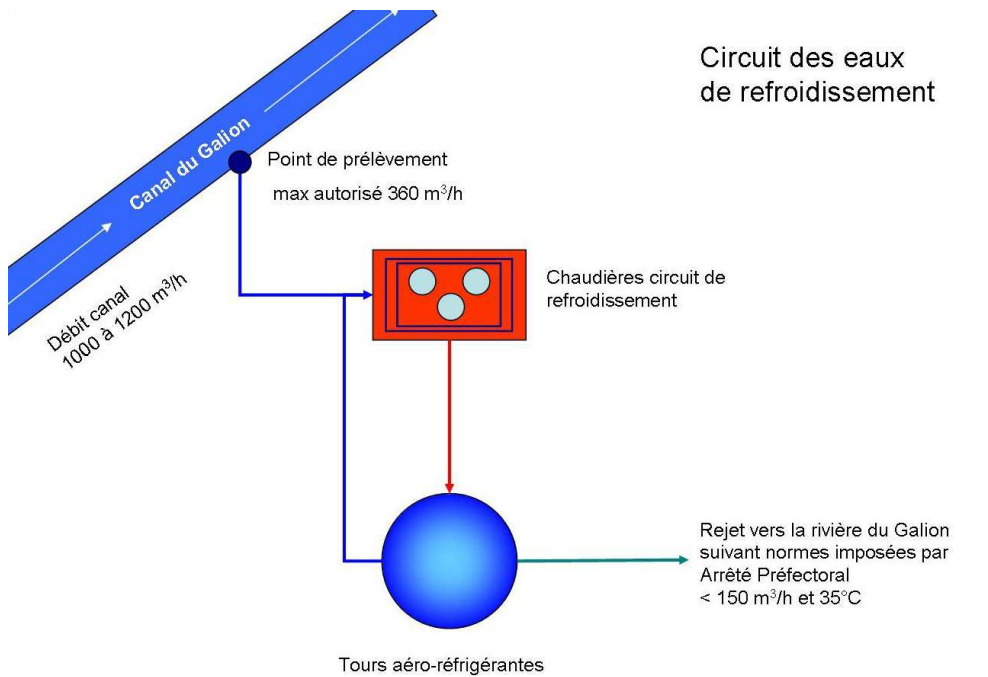 Circuit des eaux
de refroidissement
Canal du Galion
Point de prélèvement
max autorisé 360 m³/h
Débit canal
1000 à 1200 m³/h
Chaudières circuit de
refroidissement
Rejet vers la rivière du Galion
suivant normes imposées par
Arrêté Préfectoral
< 150 m³/h et 35°C
Tours aéro-réfrigérantes